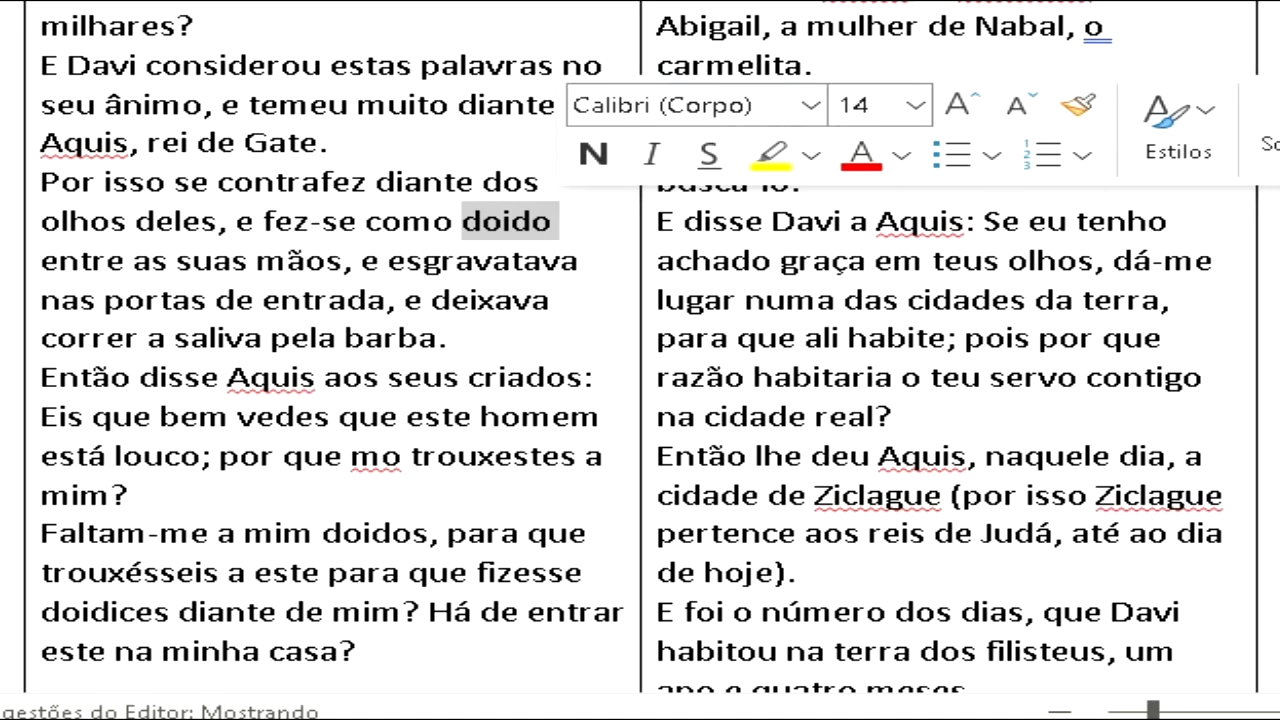 milhares?
E Davi considerou estas palavras no
seu ânimo, e temeu muito diante
Aquis, rei de Gate.
Por isso se contrafez diante dos
olhos deles, e fez-se como doido
entre as suas mãos, e esgravatava
nas portas de entrada, e deixava
correr a saliva pela barba.
Então disse Aquis aos seus criados:
Eis que bem vedes que este homem
está louco; por que mo trouxestes a
mim?
Faltam-me a mim doidos, para que
trouxésseis a este para que fizesse
doidices diante de mim? Há de entrar
este na minha casa?
Abigail, a mulher de Nabal, o
carmelita.
Calibri (Corpo) 14
N I S A
Estilos
buscá-lo.
E disse Davi a Aquis: Se eu tenho
achado graça em teus olhos, dá-me
lugar numa das cidades da terra,
para que ali habite; pois por que
razão habitaria o teu servo contigo
na cidade real?
Então lhe deu Aquis, naquele dia, a
cidade de Ziclague (por isso Ziclague
pertence aos reis de Judá, até ao dia
de hoje).
E foi o número dos dias, que Davi
habitou na terra dos filisteus, um
ano e quatro meses.
gestões do Editor: Mostrando